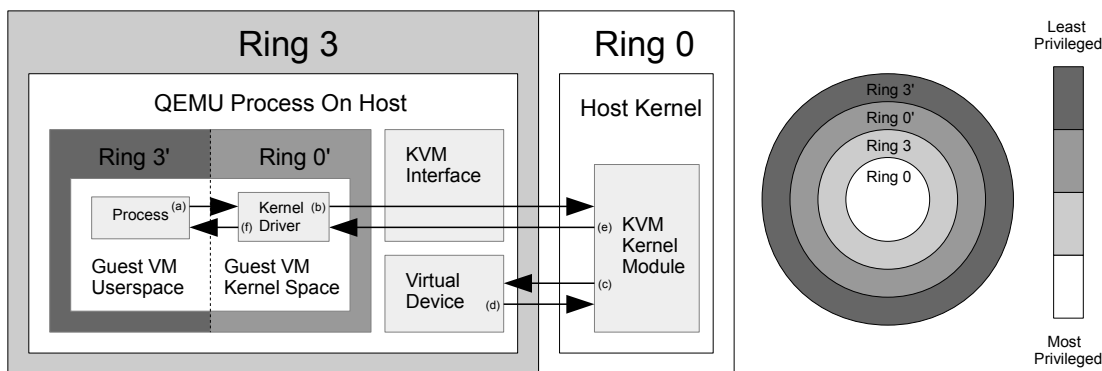 Ring 3
Ring 0
QEMU Process On Host
Host Kernel
Ring 3'
Ring 0'
KVM
Interface
Process
(a)
Kernel
Driver
(b)
(f)
(e)
KVM
Kernel
Module
Guest VM
Userspace
Guest VM
Kernel Space
Virtual
Device
(c)
(d)
Ring 3'
Ring 0'
Ring 3
Ring 0
Least
Privileged
Most
Privileged